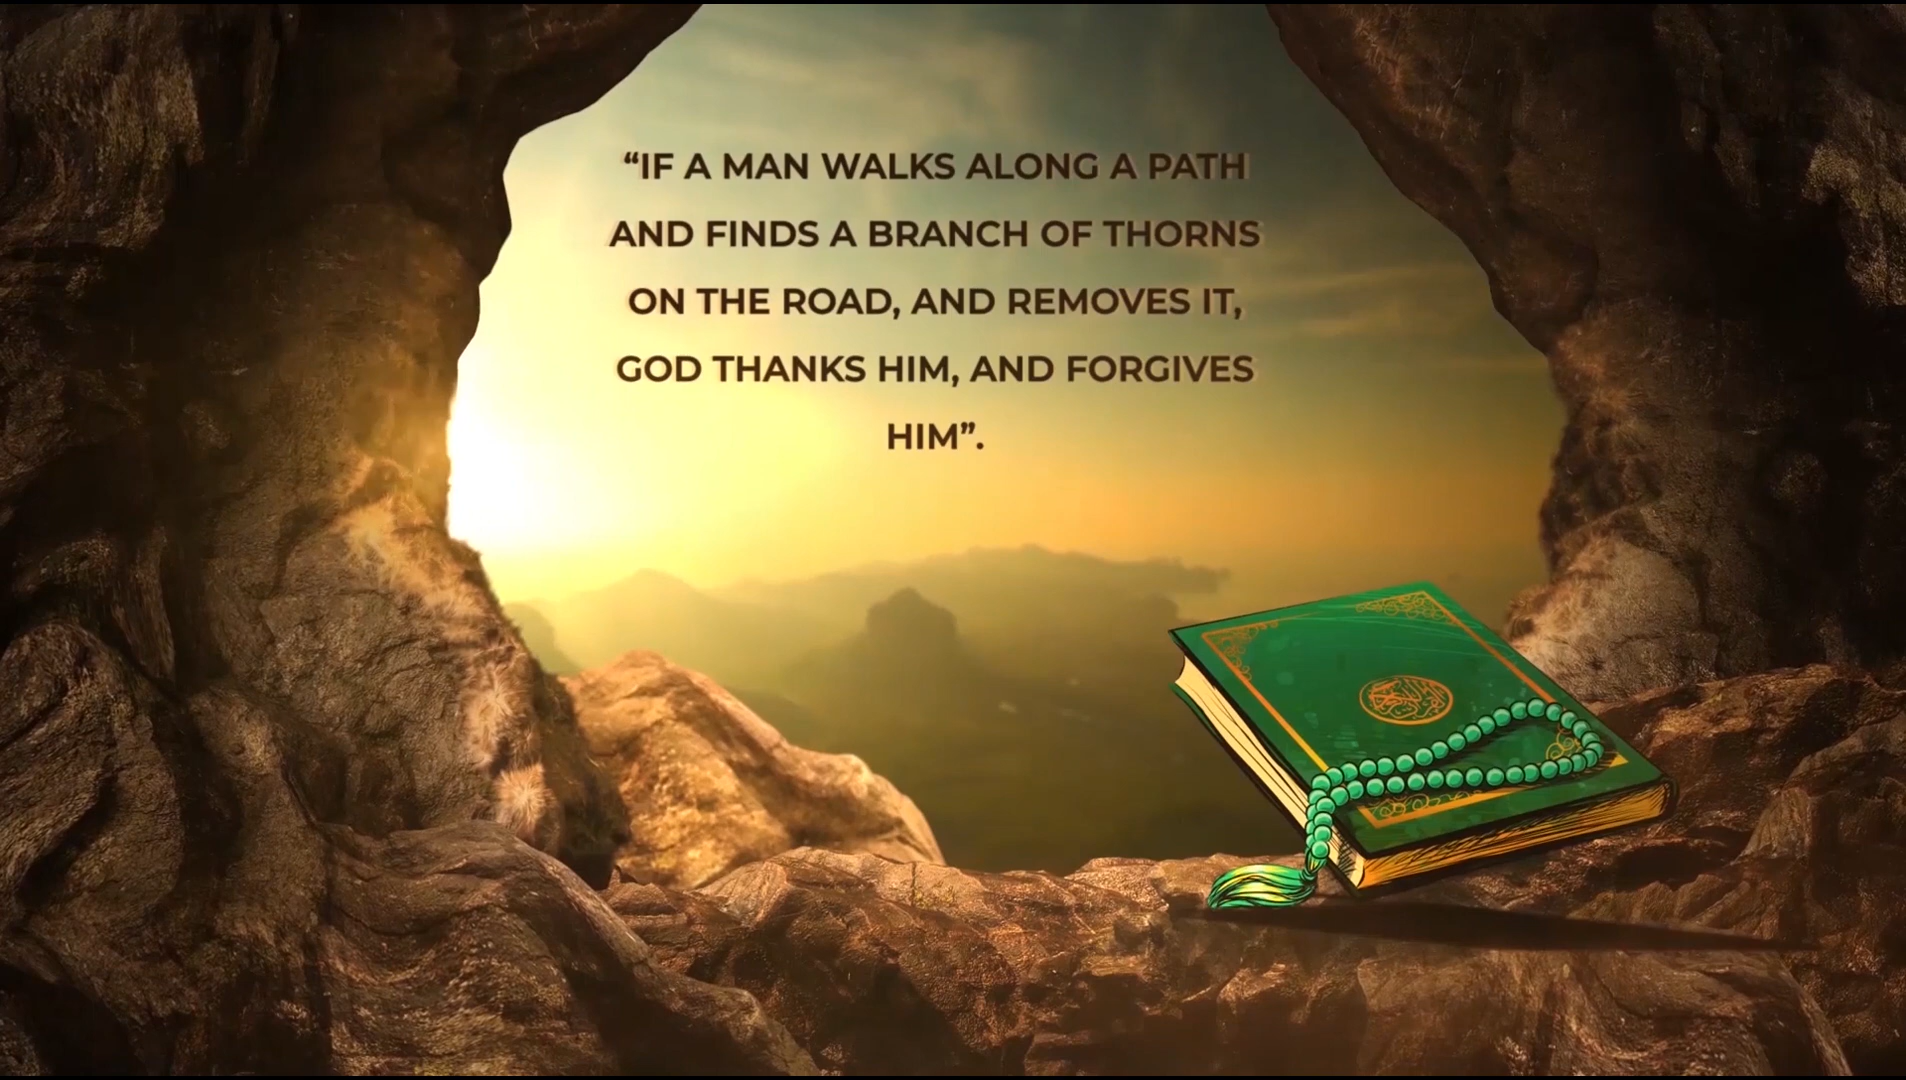 “IF A MAN WALKS ALONG A PATH
AND FINDS A BRANCH OF THORNS
ON THE ROAD, AND REMOVES IT,
GOD THANKS HIM, AND FORGIVES
HIM”.